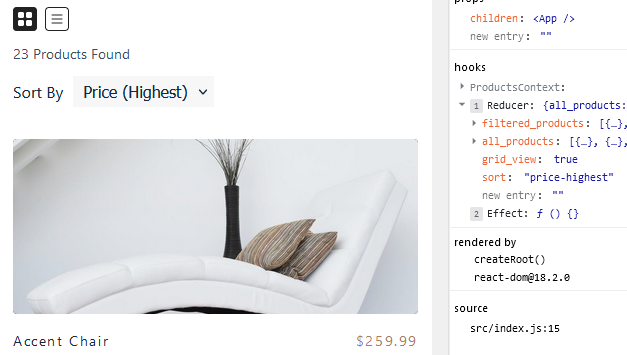 23 Products Found
Sort By Price (Highest)
Accent Chair $259.99
props
children: <App />
new entry: ""
hooks
ProductsContext:
1 Reducer: {all_products:
filtered_products: [{…},
all_products: [{…}, {…},
grid_view: true
sort: "price-highest"
new entry: ""
2 Effect: ƒ () {}
rendered by
createRoot()
react-dom@18.2.0
source
src/index.js:15